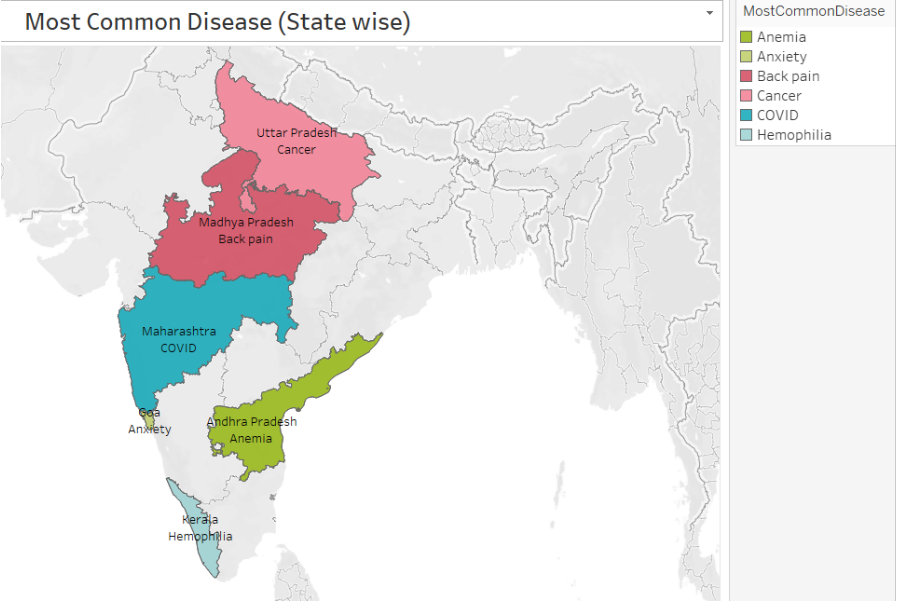 Most Common Disease (State wise)
MostCommonDisease
Anemia
Anxiety
Back pain
Cancer
COVID
Hemophilia
Uttar Pradesh
Cancer
Madhya Pradesh
Back pain
Maharashtra
COVID
Goa
Anxiety
Andhra Pradesh
Anemia
Kerala
Hemophilia